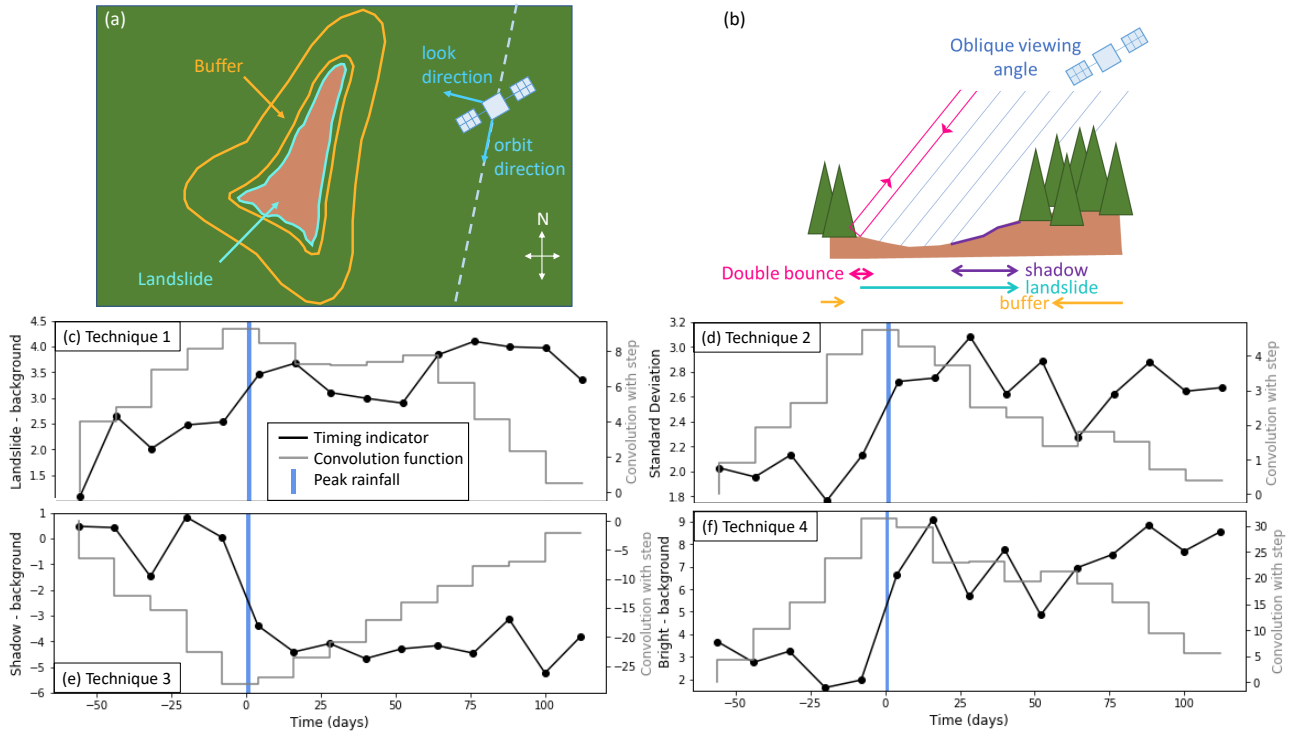 (a)
Buffer
look
direction
orbit
direction
N
Landslide
(b)
Oblique viewing
angle
Double bounce
shadow
landslide
buffer
(c) Technique 1
Landslide - background
4.5
4.0
3.5
3.0
2.5
2.0
1.5
8
6
4
2
0
Convolution with step
Timing indicator
Convolution function
Peak rainfall
(d) Technique 2
Standard Deviation
3.2
3.0
2.8
2.6
2.4
2.2
2.0
1.8
4
3
2
1
0
Convolution with step
(e) Technique 3
Shadow - background
1
0
−1
−2
−3
−4
−5
−6
0
−5
−10
−15
−20
−25
Convolution with step
−50
−25
0
25
50
75
100
Time (days)
(f) Technique 4
Bright - background
9
8
7
6
5
4
3
2
30
25
20
15
10
5
0
Convolution with step
−50
−25
0
25
50
75
100
Time (days)